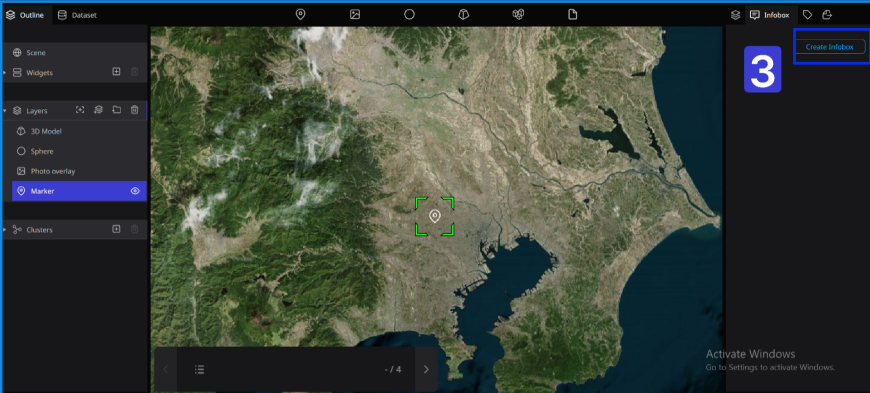 Outline
Dataset
Infobox
Scene
Widgets
Create Infobox
3
Layers
3D Model
Sphere
Photo overlay
Marker
Clusters
- / 4
Activate Windows
Go to Settings to activate Windows.